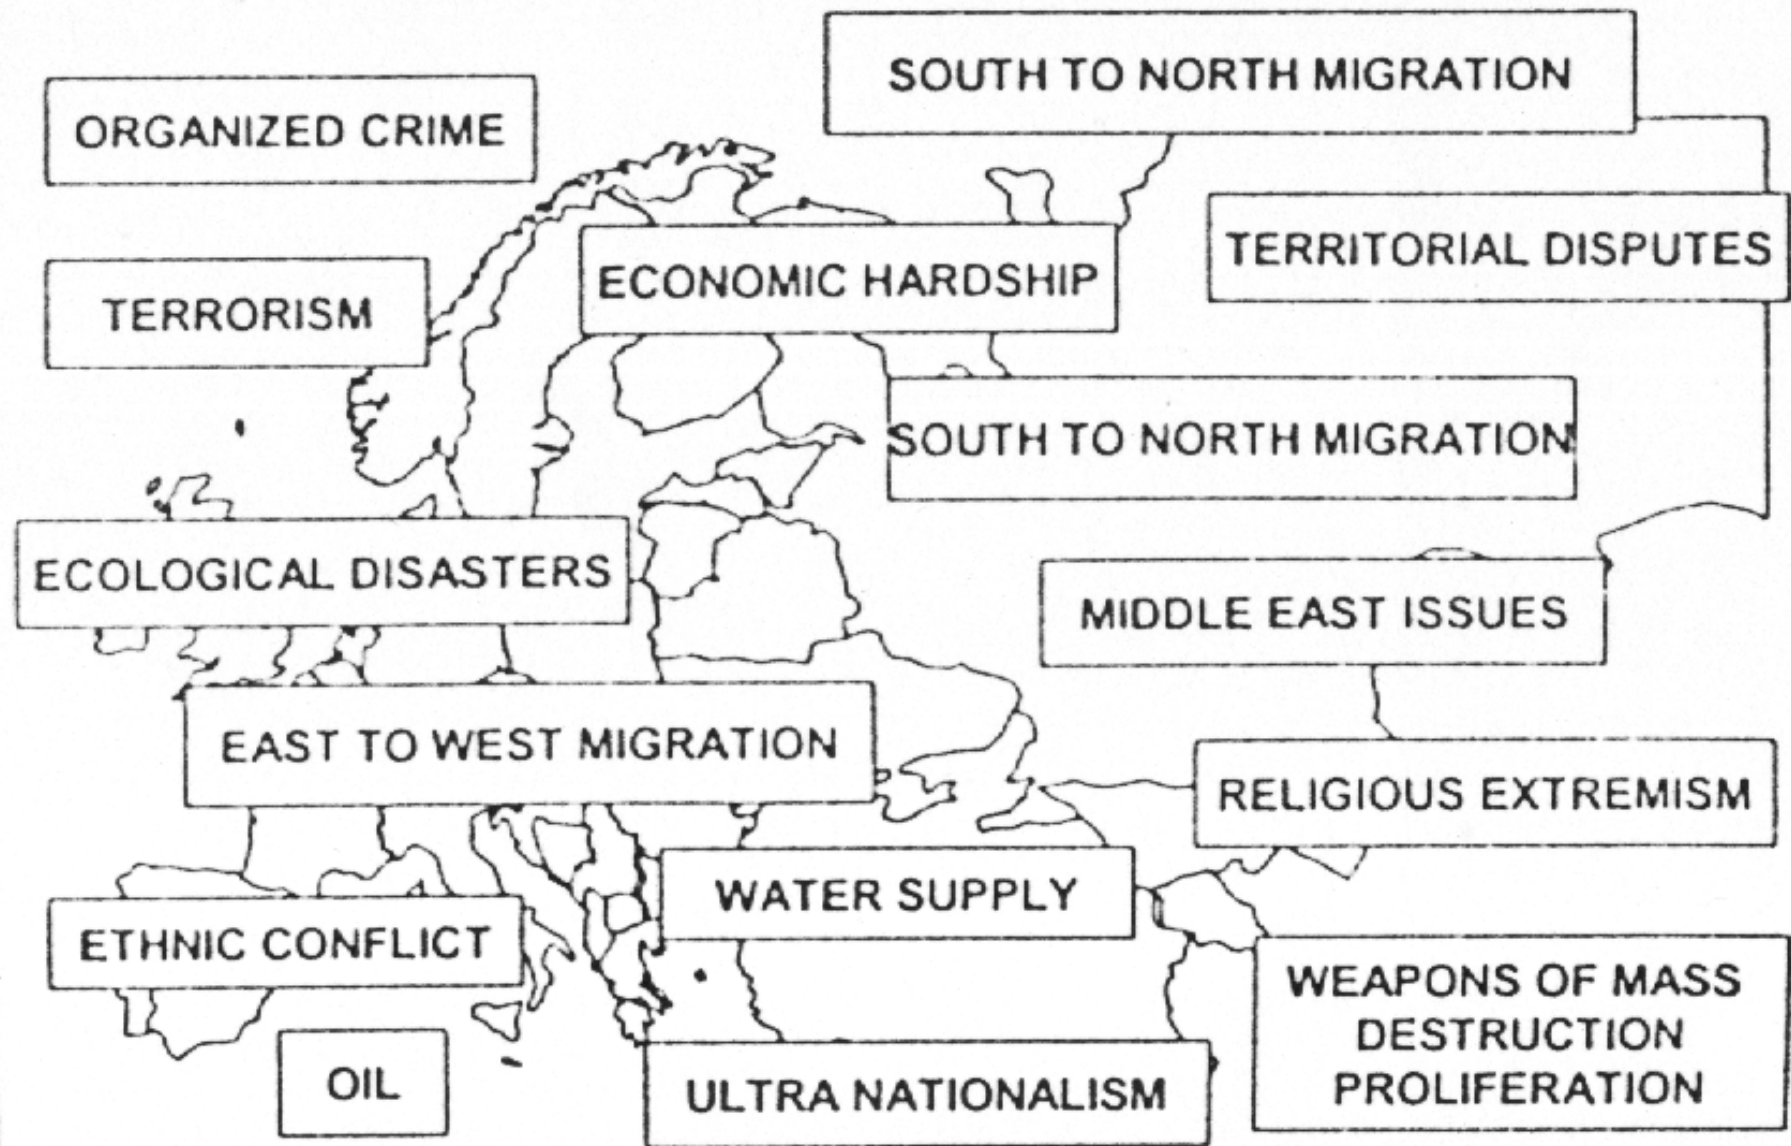 SOUTH TO NORTH MIGRATION
ORGANIZED CRIME
TERRITORIAL DISPUTES
ECONOMIC HARDSHIP
TERRORISM
SOUTH TO NORTH MIGRATION
ECOLOGICAL DISASTERS
MIDDLE EAST ISSUES
EAST TO WEST MIGRATION
RELIGIOUS EXTREMISM
WATER SUPPLY
ETHNIC CONFLICT
WEAPONS OF MASS
DESTRUCTION
PROLIFERATION
OIL
ULTRA NATIONALISM